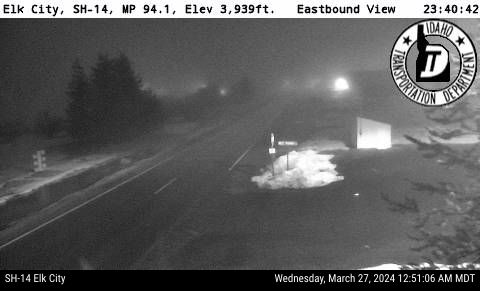 Elk City, SH-14, MP 94.1, Elev 3,939ft. Eastbound View 23:40:42
IDAHO
TRANSPORTATION DEPARTMENT
SH-14 Elk City Wednesday, March 27, 2024 12:51:06 AM MDT